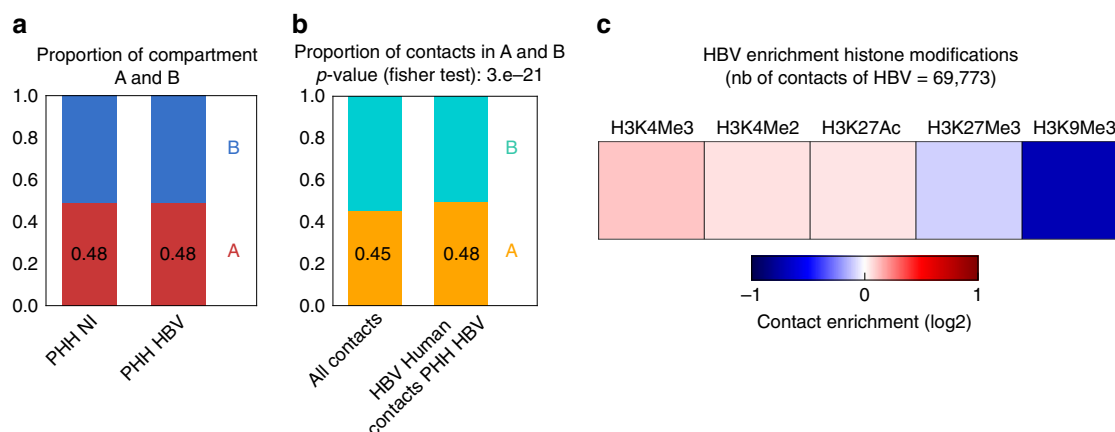 a
Proportion of compartment
A and B
1.0
0.8
0.6
0.4
0.2
0.0
B
A
0.48
0.48
PHH NI
PHH HBV
b
Proportion of contacts in A and B
p-value (fisher test): 3.e–21
1.0
0.8
0.6
0.4
0.2
0.0
B
A
0.45
0.48
All contacts
HBV Human
contacts PHH HBV
c
HBV enrichment histone modifications
(nb of contacts of HBV = 69,773)
H3K4Me3 H3K4Me2 H3K27Ac H3K27Me3 H3K9Me3
–1 0 1
Contact enrichment (log2)